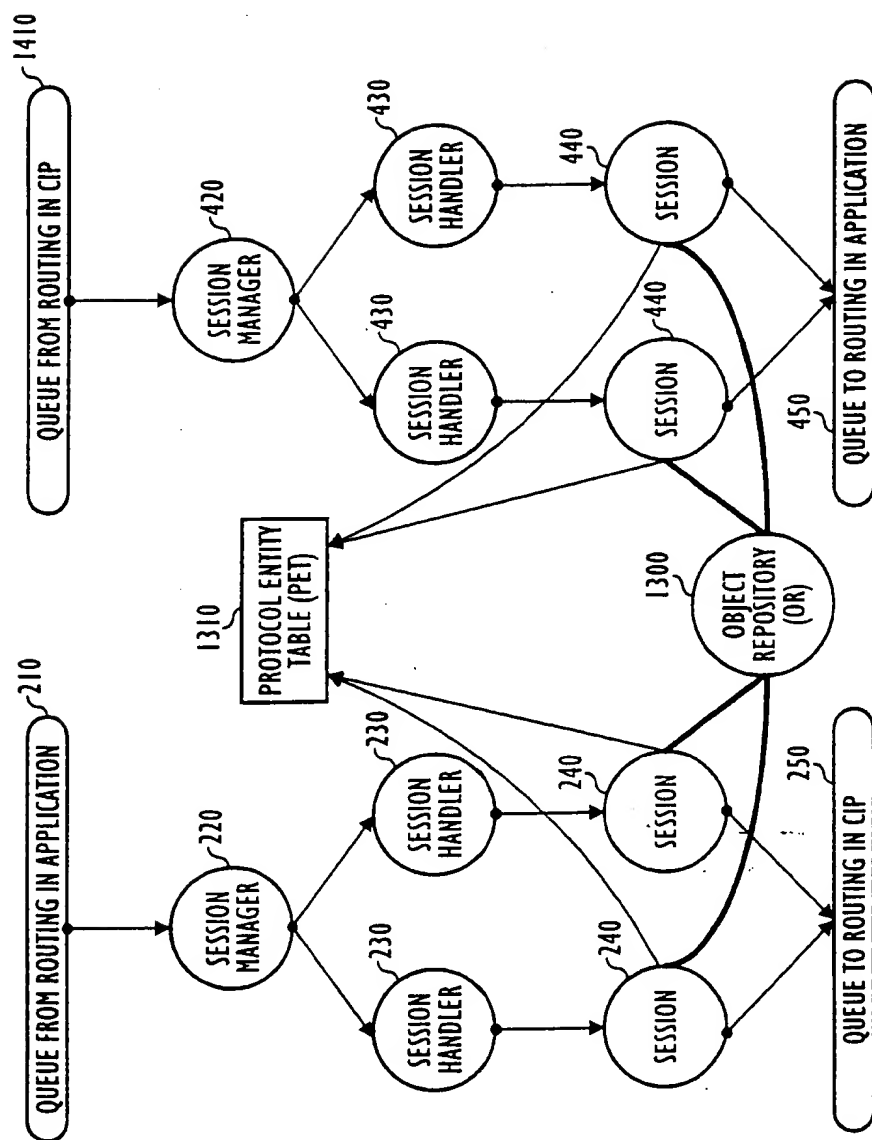 QUEUE FROM ROUTING IN APPLICATION
210
SESSION
MANAGER
220
SESSION
HANDLER
230
SESSION
HANDLER
230
SESSION
240
SESSION
240
QUEUE TO ROUTING IN CIP
250
PROTOCOL ENTITY
TABLE (PET)
1310
OBJECT
REPOSITORY
(OR)
1300
QUEUE FROM ROUTING IN CIP
1410
SESSION
MANAGER
420
SESSION
HANDLER
430
SESSION
HANDLER
430
SESSION
440
SESSION
440
QUEUE TO ROUTING IN APPLICATION
450